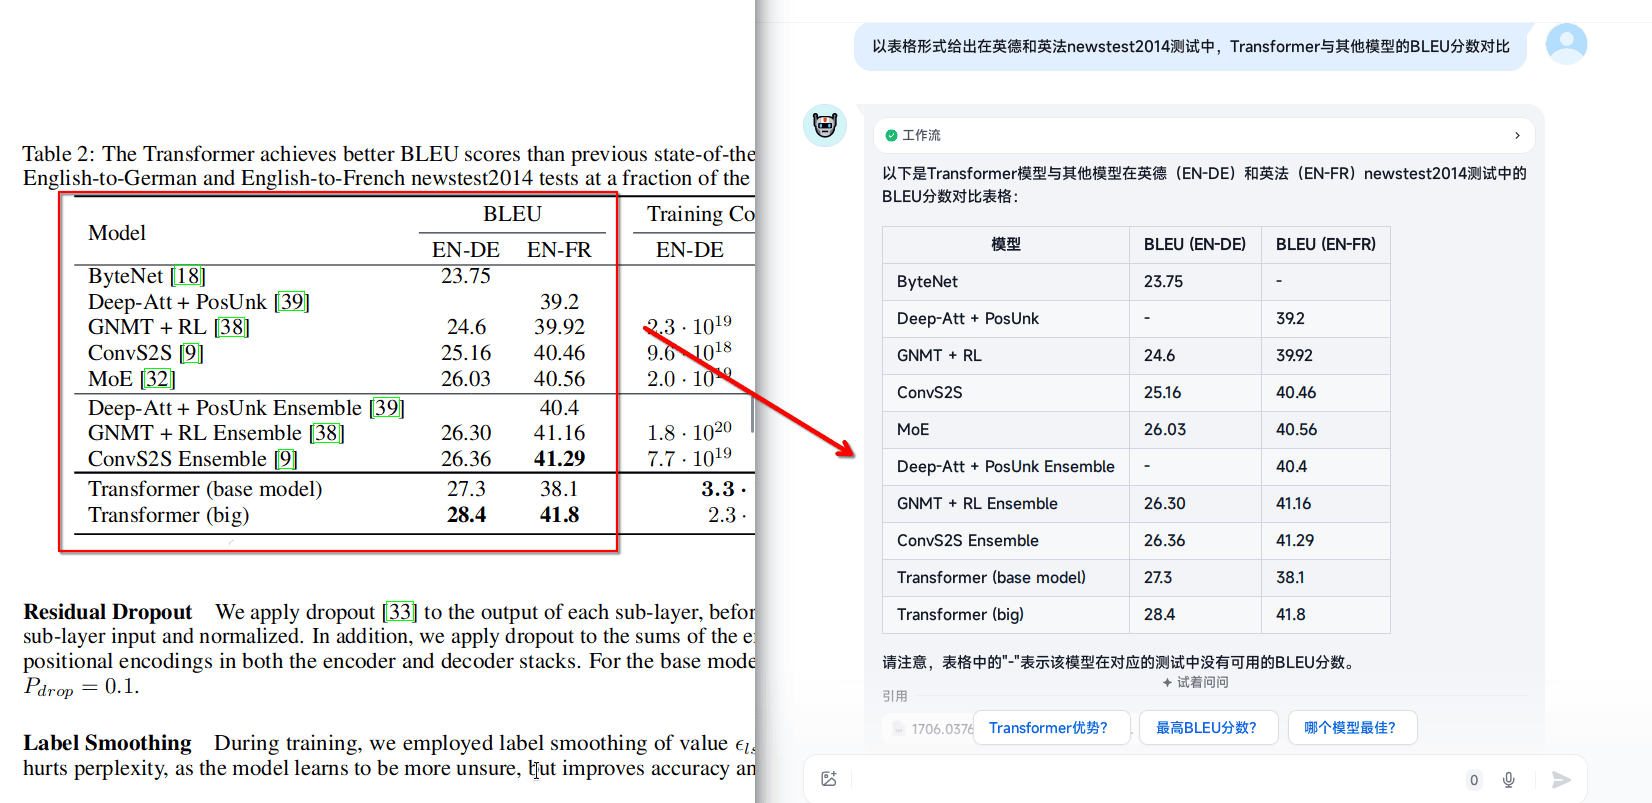 Table 2: The Transformer achieves better BLEU scores than previous state-of-the
English-to-German and English-to-French newstest2014 tests at a fraction of the
Model BLEU Training Co
EN-DE EN-FR EN-DE
ByteNet [18] 23.75
Deep-Att + PosUnk [39] 39.2
GNMT + RL [38] 24.6 39.92 2.3 · 10¹⁹
ConvS2S [9] 25.16 40.46 9.6 · 10¹⁸
MoE [32] 26.03 40.56 2.0 · 10¹⁹
Deep-Att + PosUnk Ensemble [39] 40.4
GNMT + RL Ensemble [38] 26.30 41.16 1.8 · 10²⁰
ConvS2S Ensemble [9] 26.36 41.29 7.7 · 10¹⁹
Transformer (base model) 27.3 38.1 3.3 ·
Transformer (big) 28.4 41.8 2.3 ·
Residual Dropout We apply dropout [33] to the output of each sub-layer, befor
sub-layer input and normalized. In addition, we apply dropout to the sums of the e
positional encodings in both the encoder and decoder stacks. For the base mode
P_drop = 0.1.
Label Smoothing During training, we employed label smoothing of value ϵ_ls
hurts perplexity, as the model learns to be more unsure, but improves accuracy an
以表格形式给出在英德和英法newstest2014测试中，Transformer与其他模型的BLEU分数对比
工作流
以下是Transformer模型与其他模型在英德（EN-DE）和英法（EN-FR）newstest2014测试中的
BLEU分数对比表格：
模型 BLEU (EN-DE) BLEU (EN-FR)
ByteNet 23.75 -
Deep-Att + PosUnk - 39.2
GNMT + RL 24.6 39.92
ConvS2S 25.16 40.46
MoE 26.03 40.56
Deep-Att + PosUnk Ensemble - 40.4
GNMT + RL Ensemble 26.30 41.16
ConvS2S Ensemble 26.36 41.29
Transformer (base model) 27.3 38.1
Transformer (big) 28.4 41.8
请注意，表格中的"-"表示该模型在对应的测试中没有可用的BLEU分数。
试着问问
引用
1706.0376
Transformer优势？ 最高BLEU分数？ 哪个模型最佳？
0